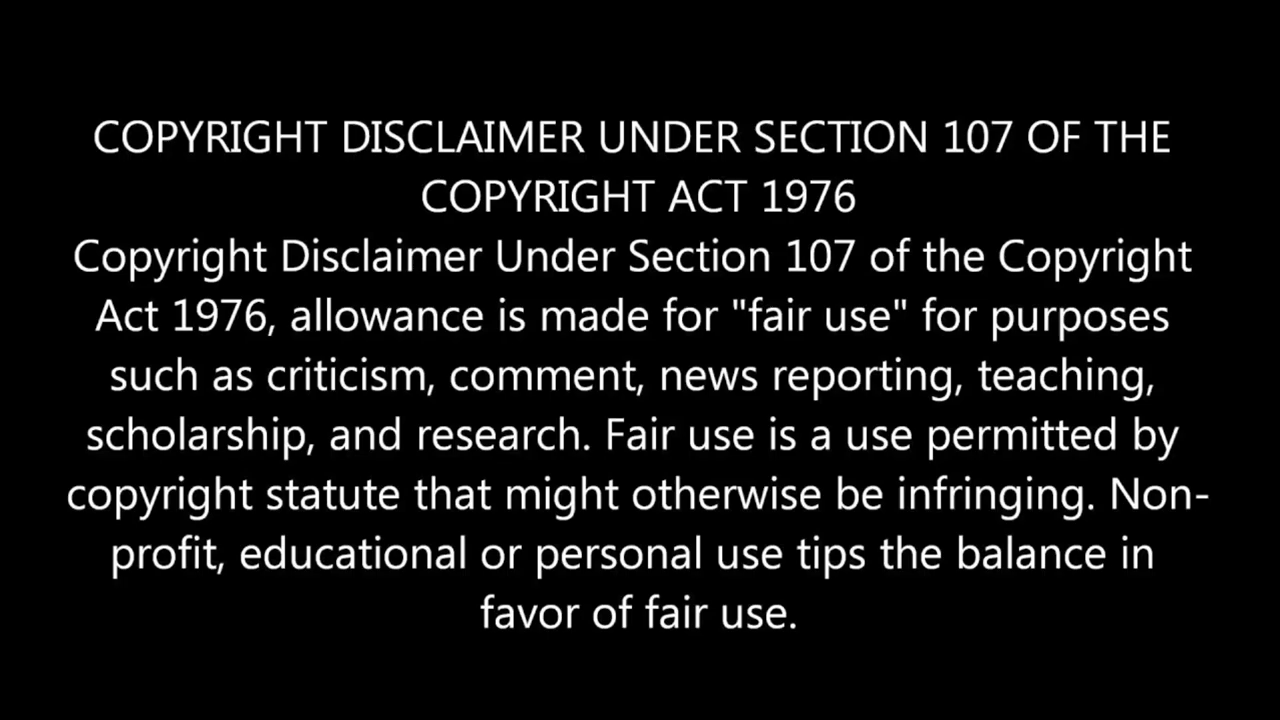 COPYRIGHT DISCLAIMER UNDER SECTION 107 OF THE
COPYRIGHT ACT 1976
Copyright Disclaimer Under Section 107 of the Copyright
Act 1976, allowance is made for "fair use" for purposes
such as criticism, comment, news reporting, teaching,
scholarship, and research. Fair use is a use permitted by
copyright statute that might otherwise be infringing. Non-
profit, educational or personal use tips the balance in
favor of fair use.